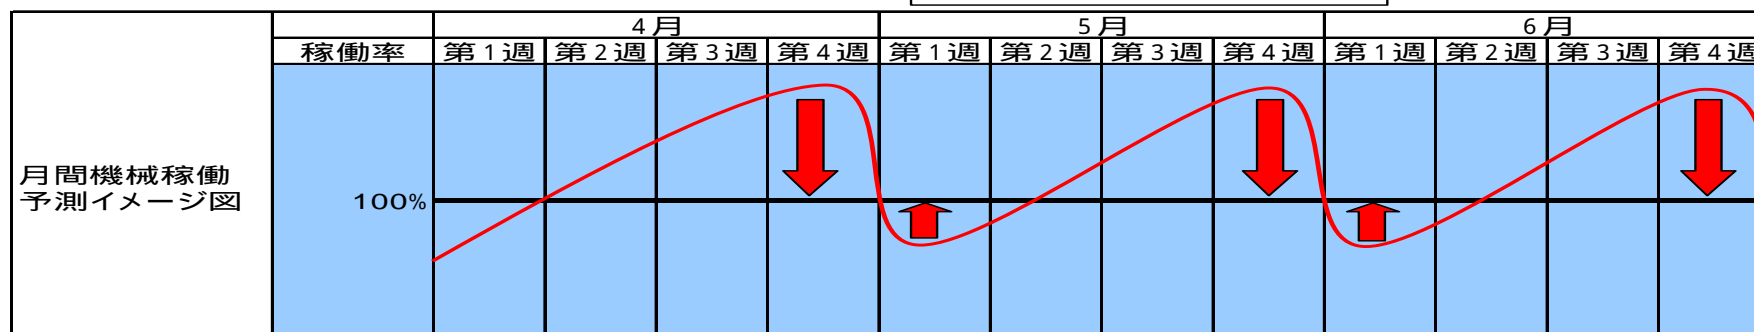 4月 5月 6月
稼働率 第1週 第2週 第3週 第4週 第1週 第2週 第3週 第4週 第1週 第2週 第3週 第4週
月間機械稼働
予測イメージ図
100%